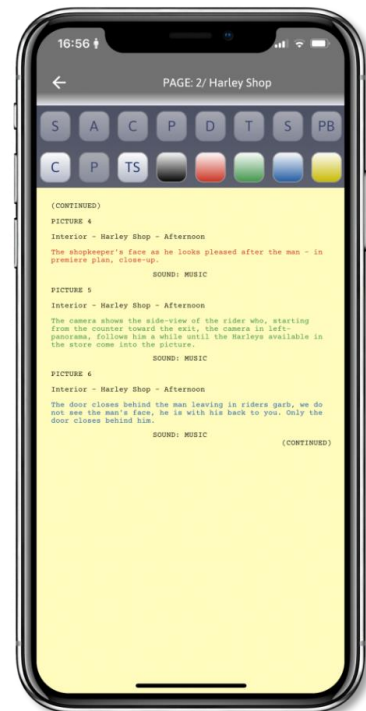 16:56
PAGE: 2/ Harley Shop
S A C P D T S PB
C P TS
(CONTINUED)
PICTURE 4
Interior - Harley Shop - Afternoon
The shopkeeper's face as he looks pleased after the man - in
premiere plan, close-up.
SOUND: MUSIC
PICTURE 5
Interior - Harley Shop - Afternoon
The camera shows the side-view of the rider who, starting
from the counter toward the exit, the camera in left-
panorama, follows him a while until the Harleys available in
the store come into the picture.
SOUND: MUSIC
PICTURE 6
Interior - Harley Shop - Afternoon
The door closes behind the man leaving in riders garb, we do
not see the man's face, he is with his back to you. Only the
door closes behind him.
SOUND: MUSIC
(CONTINUED)